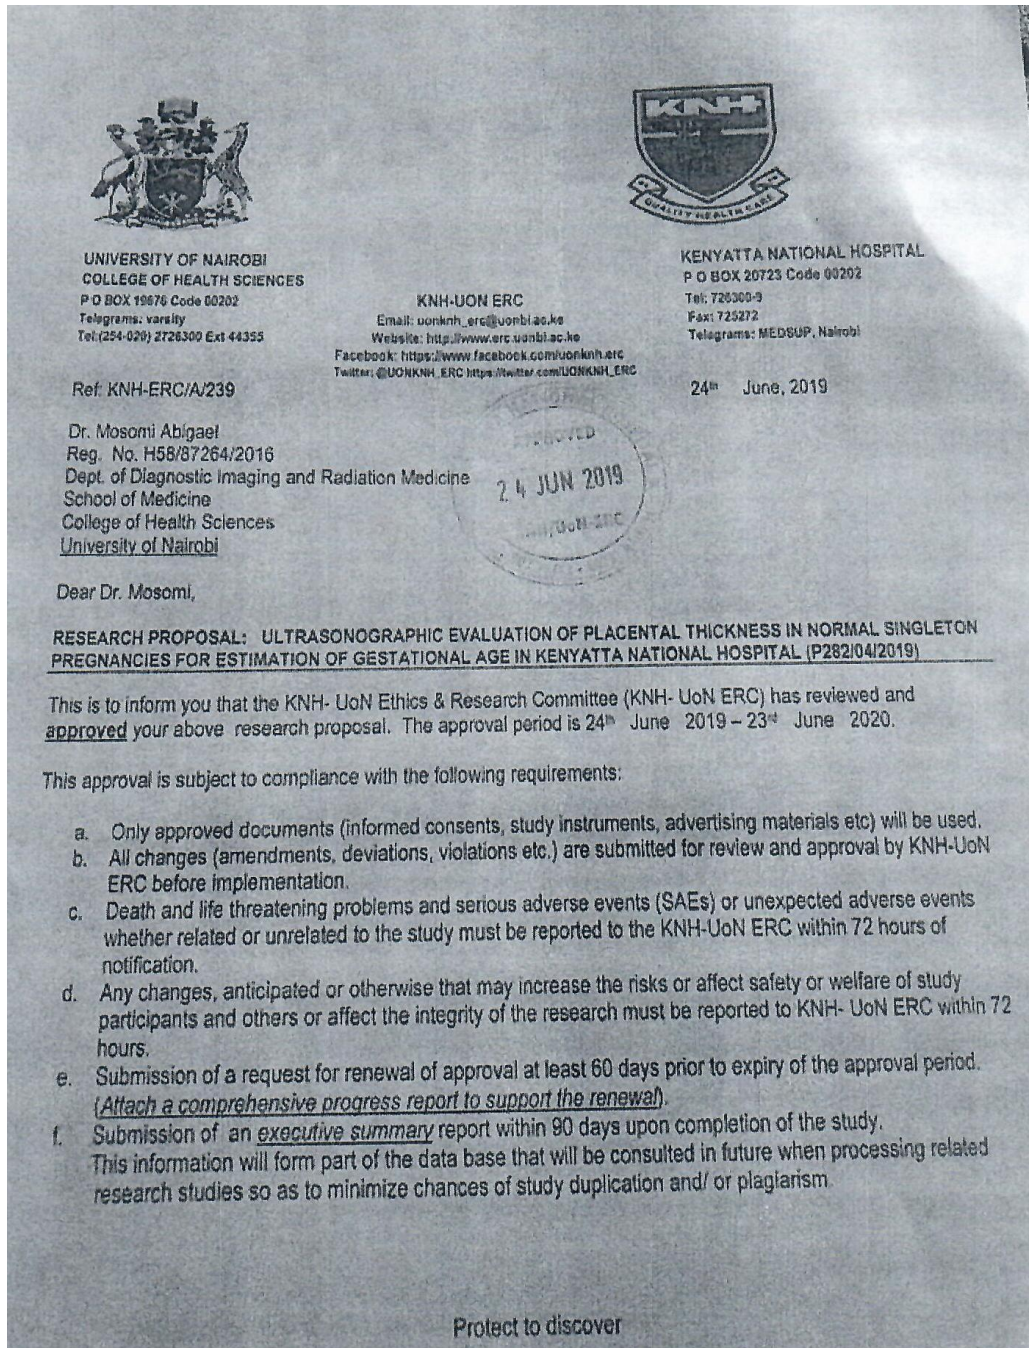 KNH
QUALITY HEALTH CARE
UNIVERSITY OF NAIROBI
COLLEGE OF HEALTH SCIENCES
P O BOX 19676 Code 00202
Telegrams: varsity
Tel:(254-020) 2726300 Ext 44355
KNH-UON ERC
Email: uonknh_erc@uonbi.ac.ke
Website: http://www.erc.uonbi.ac.ke
Facebook: https://www.facebook.com/uonknh.erc
Twitter: @UONKNH_ERC https://twitter.com/UONKNH_ERC
KENYATTA NATIONAL HOSPITAL
P O BOX 20723 Code 00202
Tel: 726300-9
Fax: 725272
Telegrams: MEDSUP, Nairobi
Ref: KNH-ERC/A/239
24th June, 2019
Dr. Mosomi Abigael
Reg. No. H58/87264/2016
Dept. of Diagnostic Imaging and Radiation Medicine
School of Medicine
College of Health Sciences
University of Nairobi
24 JUN 2019
Dear Dr. Mosomi,
RESEARCH PROPOSAL: ULTRASONOGRAPHIC EVALUATION OF PLACENTAL THICKNESS IN NORMAL SINGLETON
PREGNANCIES FOR ESTIMATION OF GESTATIONAL AGE IN KENYATTA NATIONAL HOSPITAL (P282/04/2019)
This is to inform you that the KNH- UoN Ethics & Research Committee (KNH- UoN ERC) has reviewed and
approved your above research proposal. The approval period is 24th June 2019 – 23rd June 2020.
This approval is subject to compliance with the following requirements:
a. Only approved documents (informed consents, study instruments, advertising materials etc) will be used.
b. All changes (amendments, deviations, violations etc.) are submitted for review and approval by KNH-UoN
ERC before implementation.
c. Death and life threatening problems and serious adverse events (SAEs) or unexpected adverse events
whether related or unrelated to the study must be reported to the KNH-UoN ERC within 72 hours of
notification.
d. Any changes, anticipated or otherwise that may increase the risks or affect safety or welfare of study
participants and others or affect the integrity of the research must be reported to KNH- UoN ERC within 72
hours.
e. Submission of a request for renewal of approval at least 60 days prior to expiry of the approval period.
(Attach a comprehensive progress report to support the renewal).
f. Submission of an executive summary report within 90 days upon completion of the study.
This information will form part of the data base that will be consulted in future when processing related
research studies so as to minimize chances of study duplication and/ or plagiarism
Protect to discover